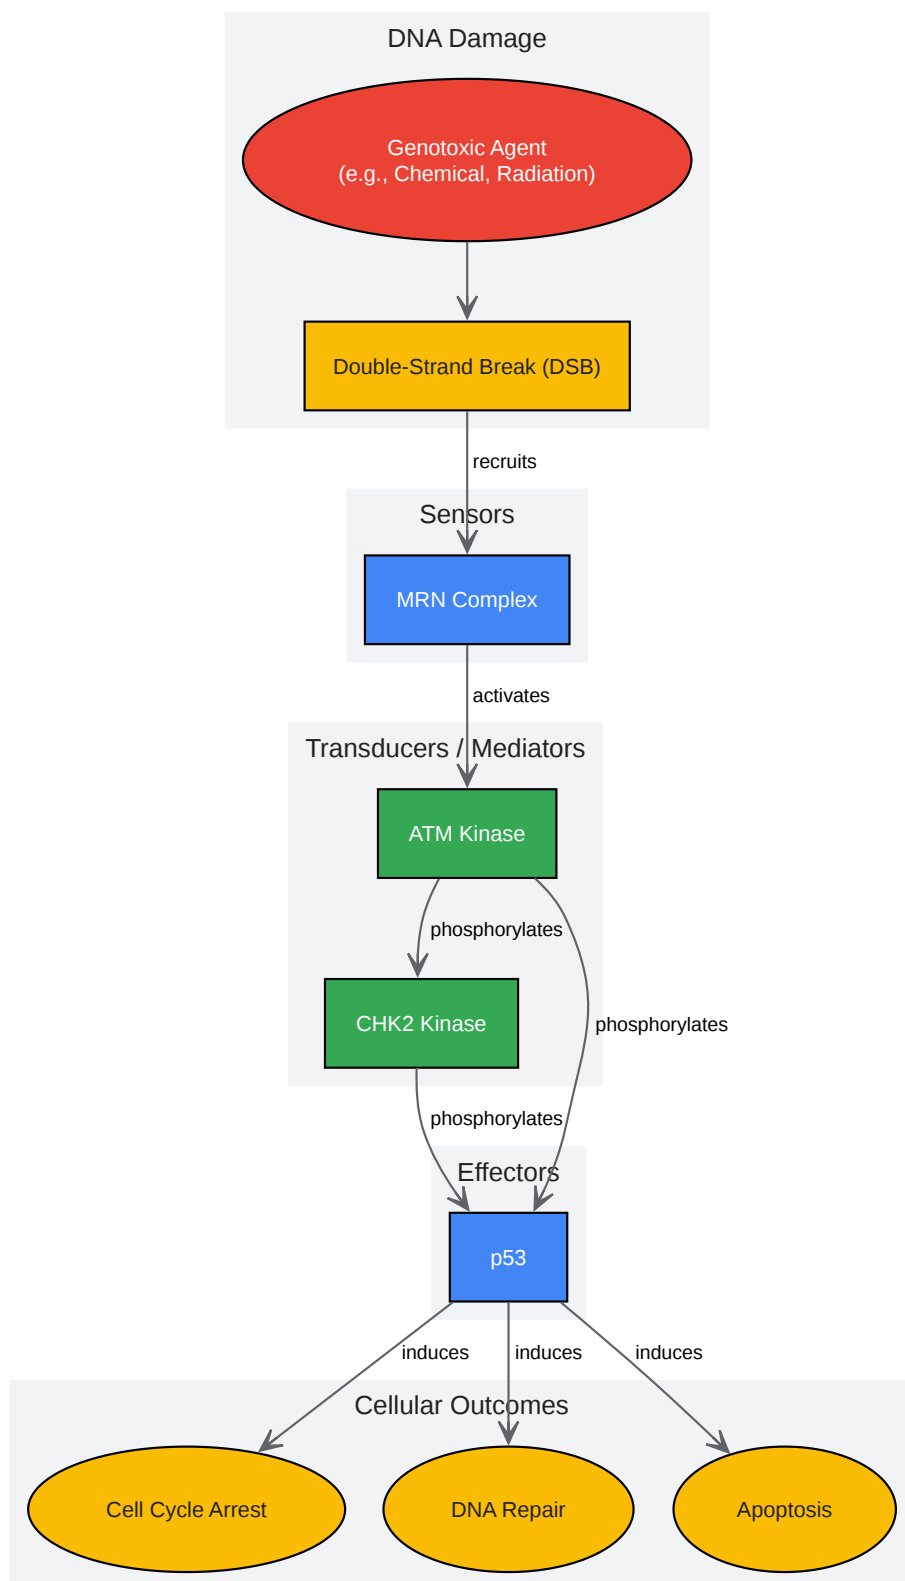 DNA Damage
Genotoxic Agent
(e.g., Chemical, Radiation)
Double-Strand Break (DSB)
recruits
Sensors
MRN Complex
activates
Transducers / Mediators
ATM Kinase
phosphorylates
CHK2 Kinase
phosphorylates
phosphorylates
Effectors
p53
induces
induces
induces
Cellular Outcomes
Cell Cycle Arrest
DNA Repair
Apoptosis